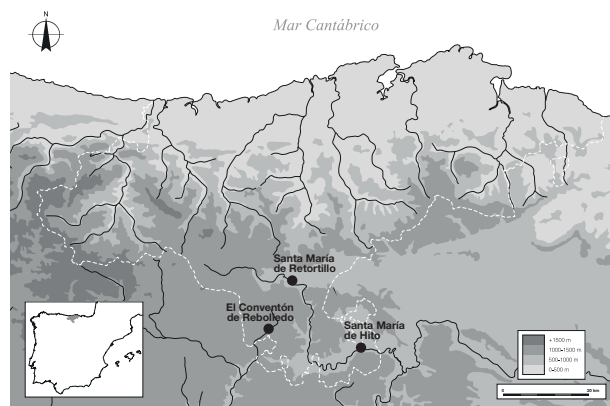 N
Mar Cantábrico
Santa María
de Retortillo
El Conventón
de Rebolledo
Santa María
de Hito
+1500 m
1000-1500 m
500-1000 m
0-500 m
0
20 km